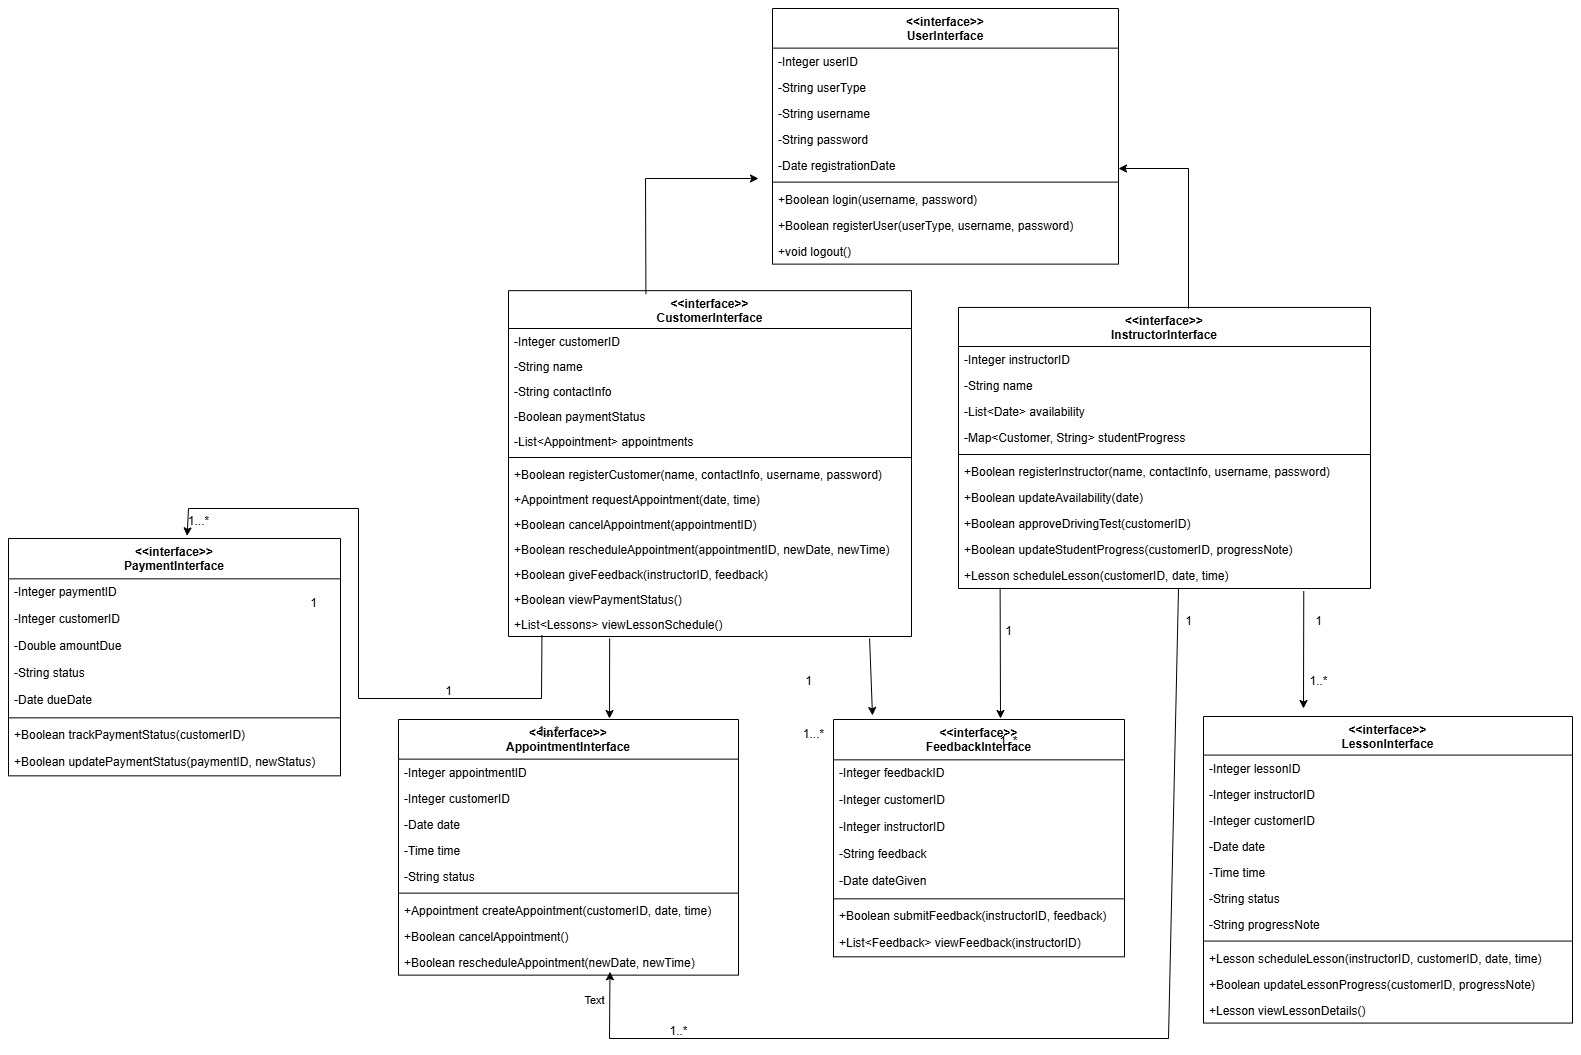 <<interface>>
UserInterface
-Integer userID
-String userType
-String username
-String password
-Date registrationDate
+Boolean login(username, password)
+Boolean registerUser(userType, username, password)
+void logout()
<<interface>>
CustomerInterface
-Integer customerID
-String name
-String contactInfo
-Boolean paymentStatus
-List<Appointment> appointments
+Boolean registerCustomer(name, contactInfo, username, password)
+Appointment requestAppointment(date, time)
+Boolean cancelAppointment(appointmentID)
+Boolean rescheduleAppointment(appointmentID, newDate, newTime)
+Boolean giveFeedback(instructorID, feedback)
+Boolean viewPaymentStatus()
+List<Lessons> viewLessonSchedule()
<<interface>>
InstructorInterface
-Integer instructorID
-String name
-List<Date> availability
-Map<Customer, String> studentProgress
+Boolean registerInstructor(name, contactInfo, username, password)
+Boolean updateAvailability(date)
+Boolean approveDrivingTest(customerID)
+Boolean updateStudentProgress(customerID, progressNote)
+Lesson scheduleLesson(customerID, date, time)
1...*
<<interface>>
PaymentInterface
-Integer paymentID
1
-Integer customerID
-Double amountDue
-String status
-Date dueDate
+Boolean trackPaymentStatus(customerID)
+Boolean updatePaymentStatus(paymentID, newStatus)
1
1
1
1
1
1..*
1...*
<<interface>>
1..*
AppointmentInterface
-Integer appointmentID
-Integer customerID
-Date date
-Time time
-String status
+Appointment createAppointment(customerID, date, time)
+Boolean cancelAppointment()
+Boolean rescheduleAppointment(newDate, newTime)
<<interface>>
1..*
FeedbackInterface
-Integer feedbackID
-Integer customerID
-Integer instructorID
-String feedback
-Date dateGiven
+Boolean submitFeedback(instructorID, feedback)
+List<Feedback> viewFeedback(instructorID)
<<interface>>
LessonInterface
-Integer lessonID
-Integer instructorID
-Integer customerID
-Date date
-Time time
-String status
-String progressNote
+Lesson scheduleLesson(instructorID, customerID, date, time)
+Boolean updateLessonProgress(customerID, progressNote)
+Lesson viewLessonDetails()
Text
1..*